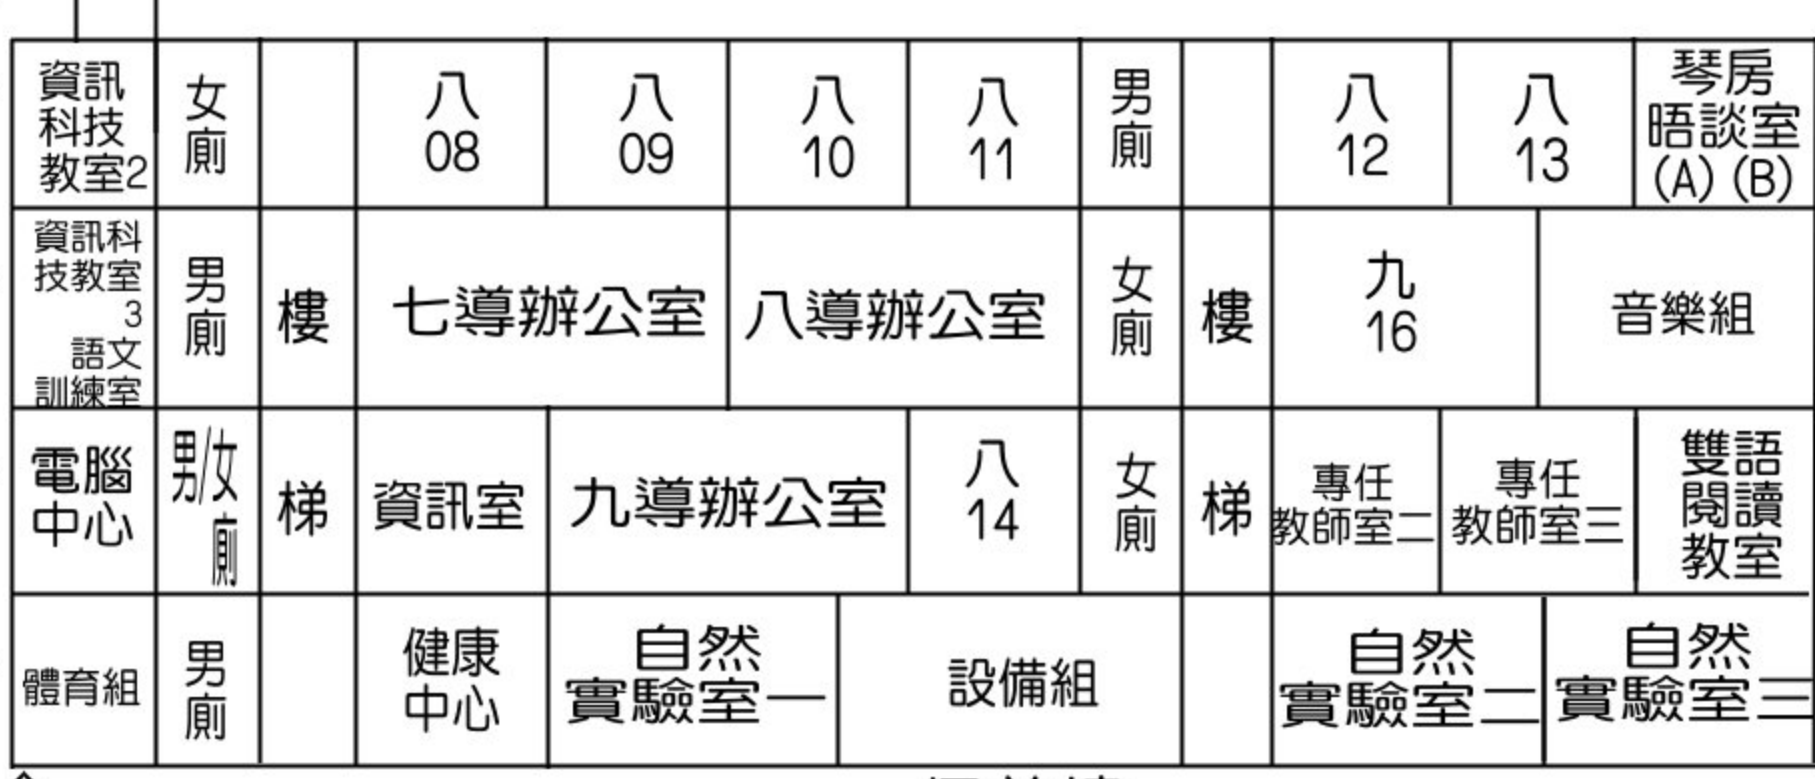 資訊
科技
教室2
女
廁
八
08
八
09
八
10
八
11
男
廁
八
12
八
13
琴房
晤談室
(A) (B)
資訊科
技教室
3
語文
訓練室
男
廁
樓
七導辦公室
八導辦公室
女
廁
樓
九
16
音樂組
電腦
中心
男/女
廁
梯
資訊室
九導辦公室
八
14
女
廁
梯
專任
教師室二
專任
教師室三
雙語
閱讀
教室
體育組
男
廁
健康
中心
自然
實驗室一
設備組
自然
實驗室二
自然
實驗室三